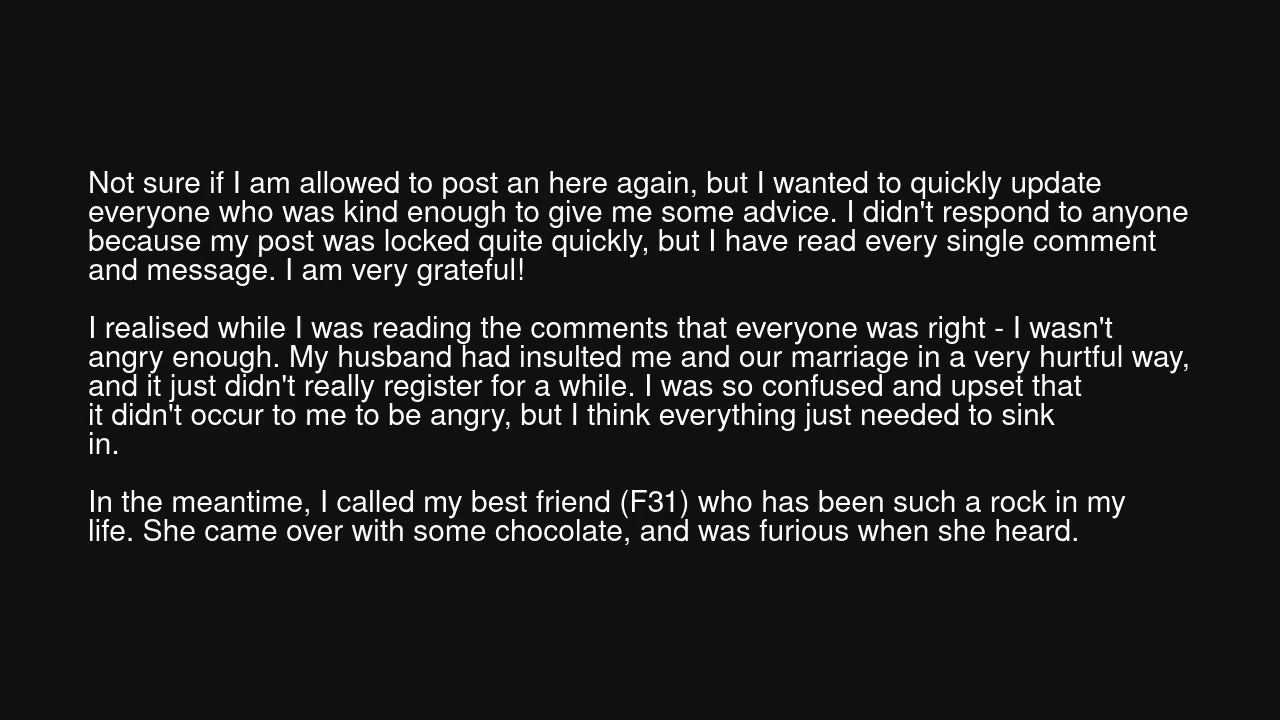 Not sure if I am allowed to post an here again, but I wanted to quickly update
everyone who was kind enough to give me some advice. I didn't respond to anyone
because my post was locked quite quickly, but I have read every single comment
and message. I am very grateful!
I realised while I was reading the comments that everyone was right - I wasn't
angry enough. My husband had insulted me and our marriage in a very hurtful way,
and it just didn't really register for a while. I was so confused and upset that
it didn't occur to me to be angry, but I think everything just needed to sink
in.
In the meantime, I called my best friend (F31) who has been such a rock in my
life. She came over with some chocolate, and was furious when she heard.